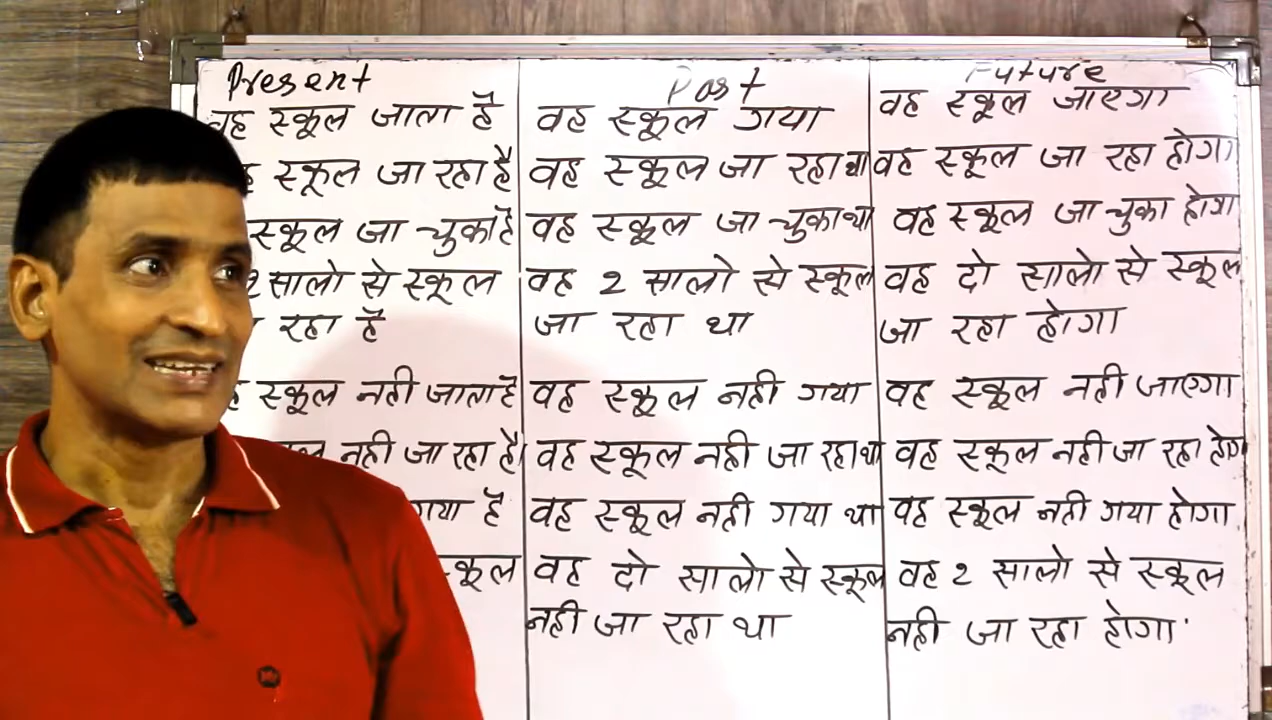 Present
वह स्कूल जाता है
स्कूल जा रहा है
स्कूल जा चुका है
2 सालो से स्कूल
रहा है
स्कूल नही जाता है
नही जा रहा है।
गया है
स्कूल
Past
वह स्कूल गया
वह स्कूल जा रहा था
वह स्कूल जा चुका था
वह 2 सालो से स्कूल
जा रहा था
वह स्कूल नही गया
वह स्कूल नही जा रहा था
वह स्कूल नही गया था
वह दो सालो से स्कूल
नही जा रहा था
Future
वह स्कूल जाएगा
वह स्कूल जा रहा होगा
वह स्कूल जा चुका होगा
वह दो सालो से स्कूल
जा रहा होगा
वह स्कूल नही जाएगा
वह स्कूल नही जा रहा होगा
वह स्कूल नही गया होगा
वह 2 सालो से स्कूल
नही जा रहा होगा